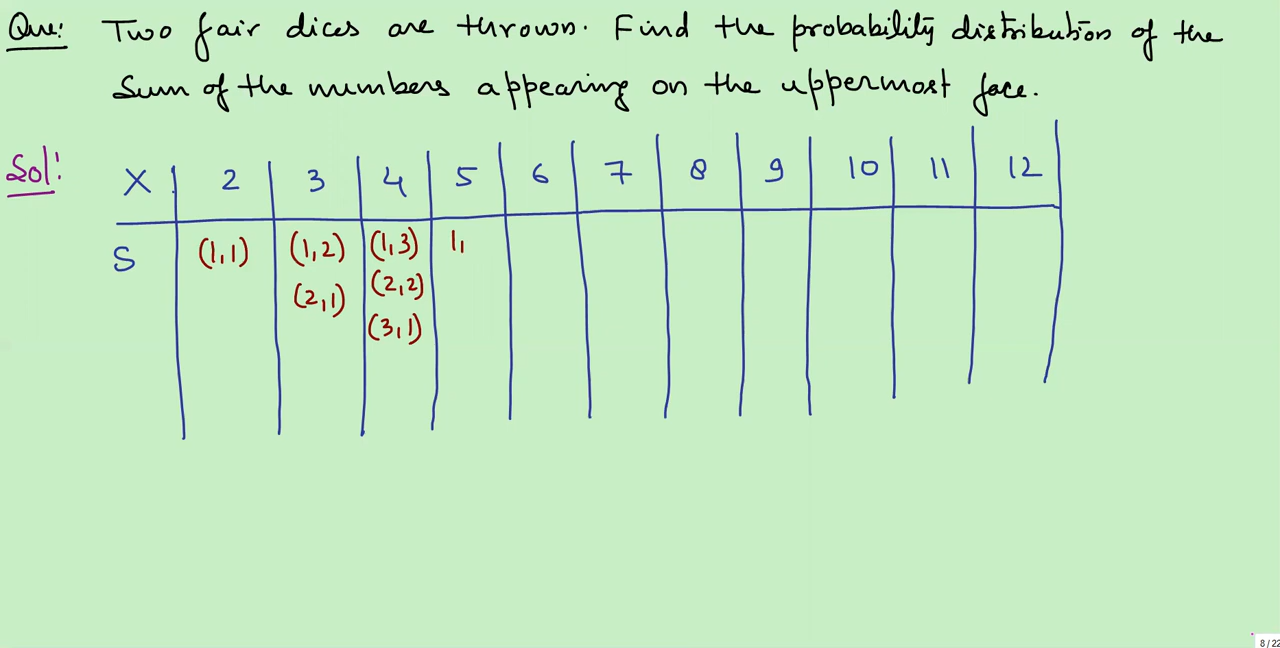 Que: Two fair dices are thrown. Find the probability distribution of the
Sum of the numbers appearing on the uppermost face.
Sol: X 2 3 4 5 6 7 8 9 10 11 12
S (1,1) (1,2) (1,3) 1,
(2,1) (2,2)
(3,1)
8 / 22